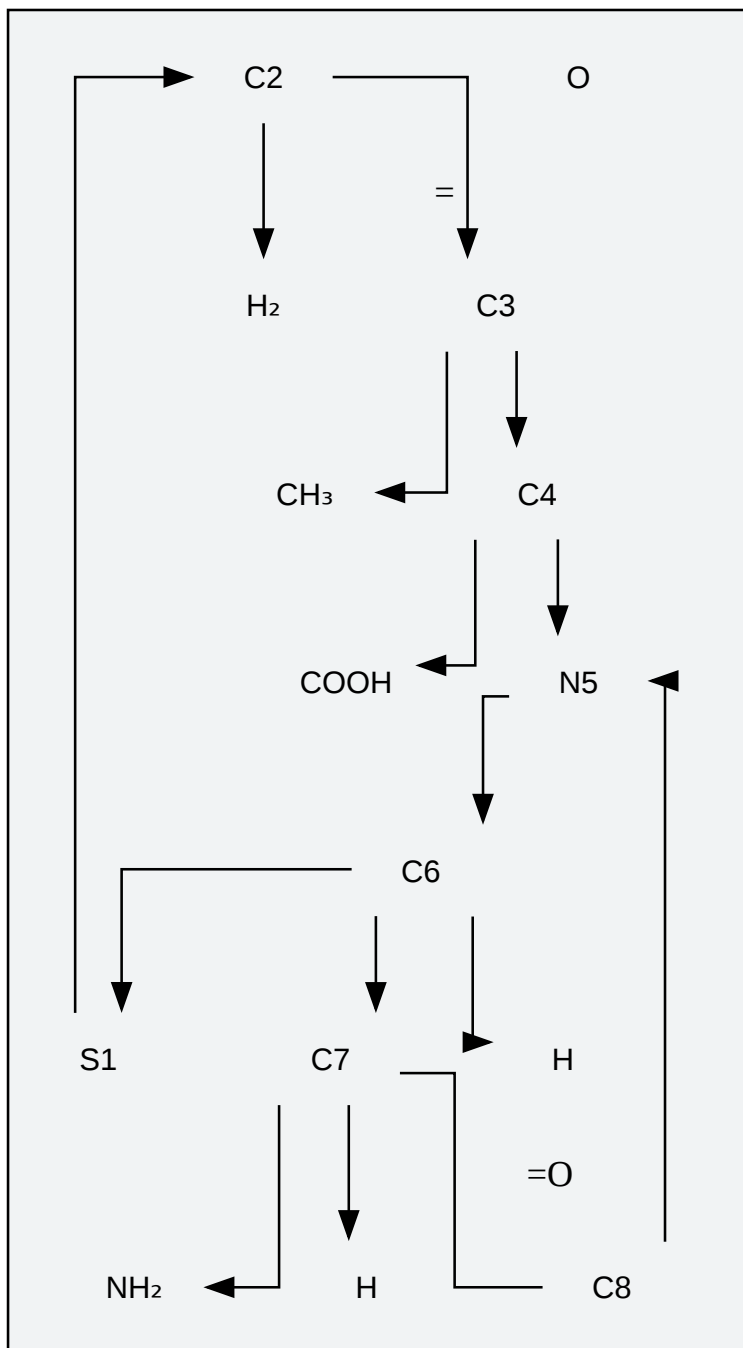 C2 O
=
H₂ C3
CH₃ C4
COOH N5
C6
S1 C7 H
=O
NH₂ H C8